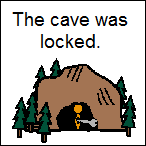 The cave was
locked.